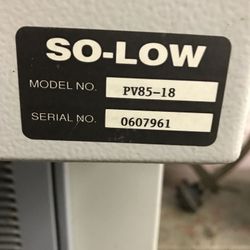 SO-LOW
MODEL NO. PV85-18
SERIAL NO. 0607961